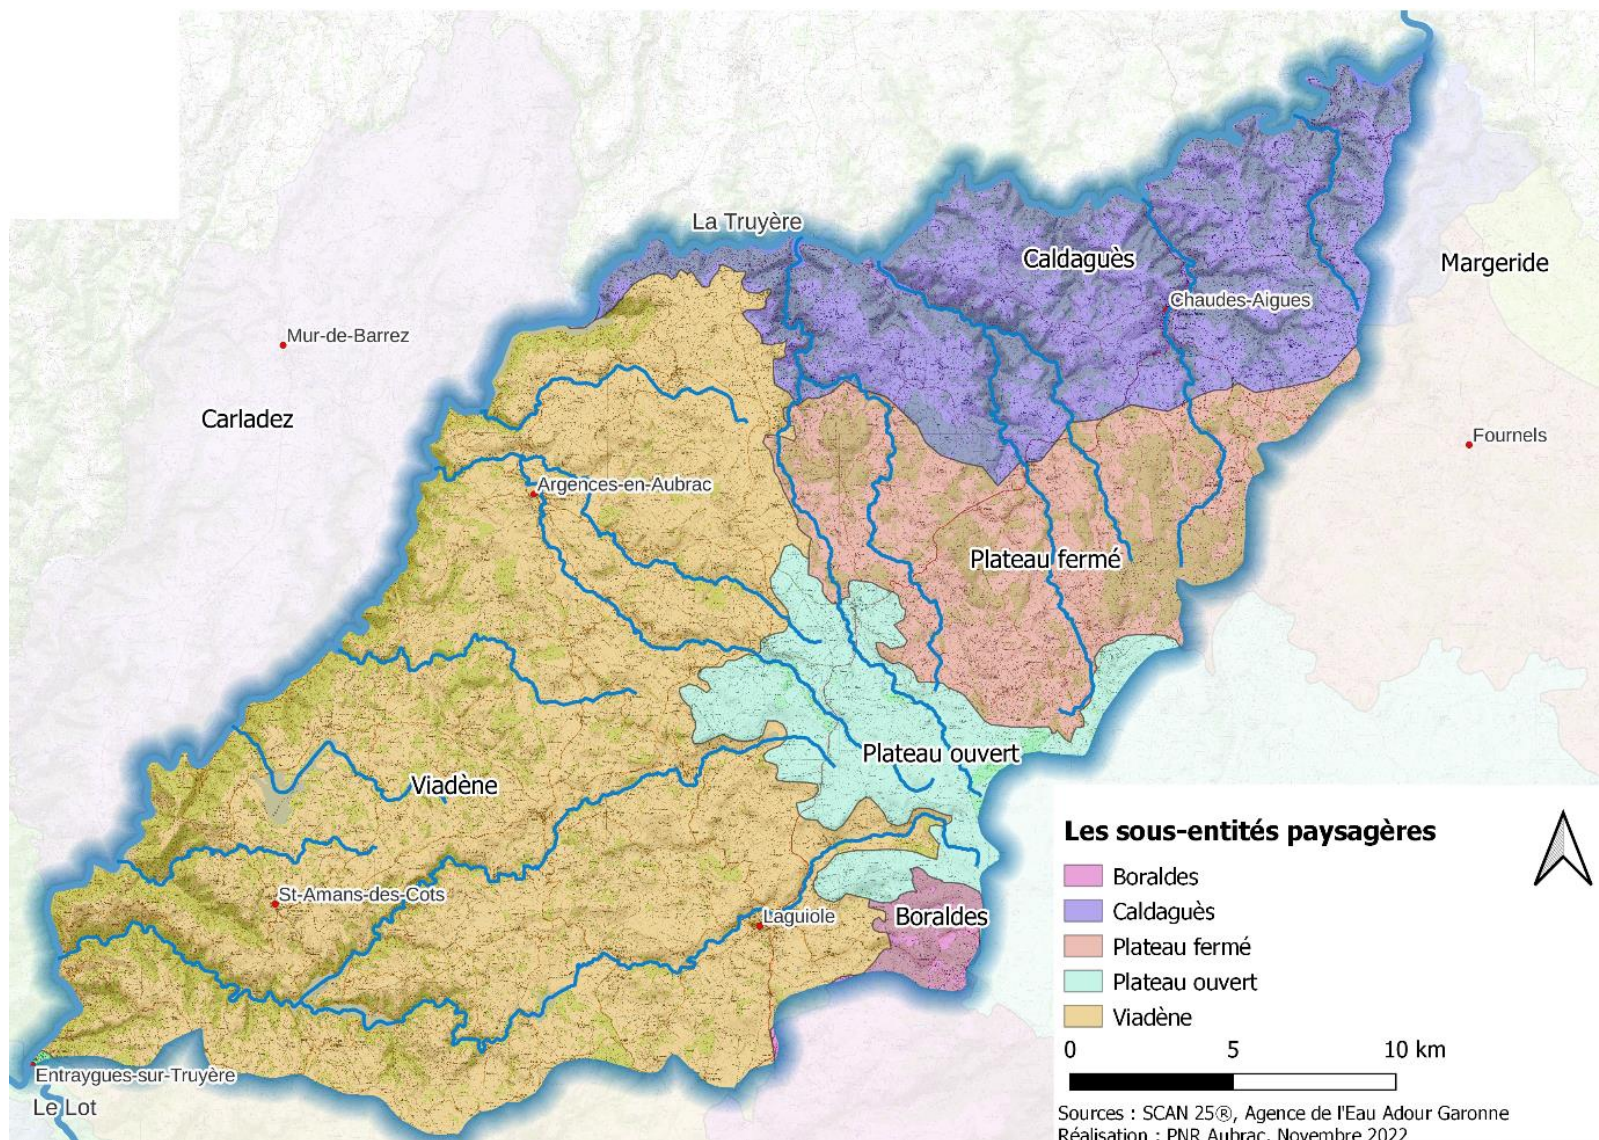 La Truyère
Caldaguès
Margeride
Chaudes-Aigues
Mur-de-Barrez
Carladez
Fournels
Argences-en-Aubrac
Plateau fermé
Plateau ouvert
Viadène
St-Amans-des-Cots
Laguiole
Boraldes
Entraygues-sur-Truyère
Le Lot
Les sous-entités paysagères
Boraldes
Caldaguès
Plateau fermé
Plateau ouvert
Viadène
0 5 10 km
Sources : SCAN 25®, Agence de l'Eau Adour Garonne
Réalisation : PNR Aubrac, Novembre 2022